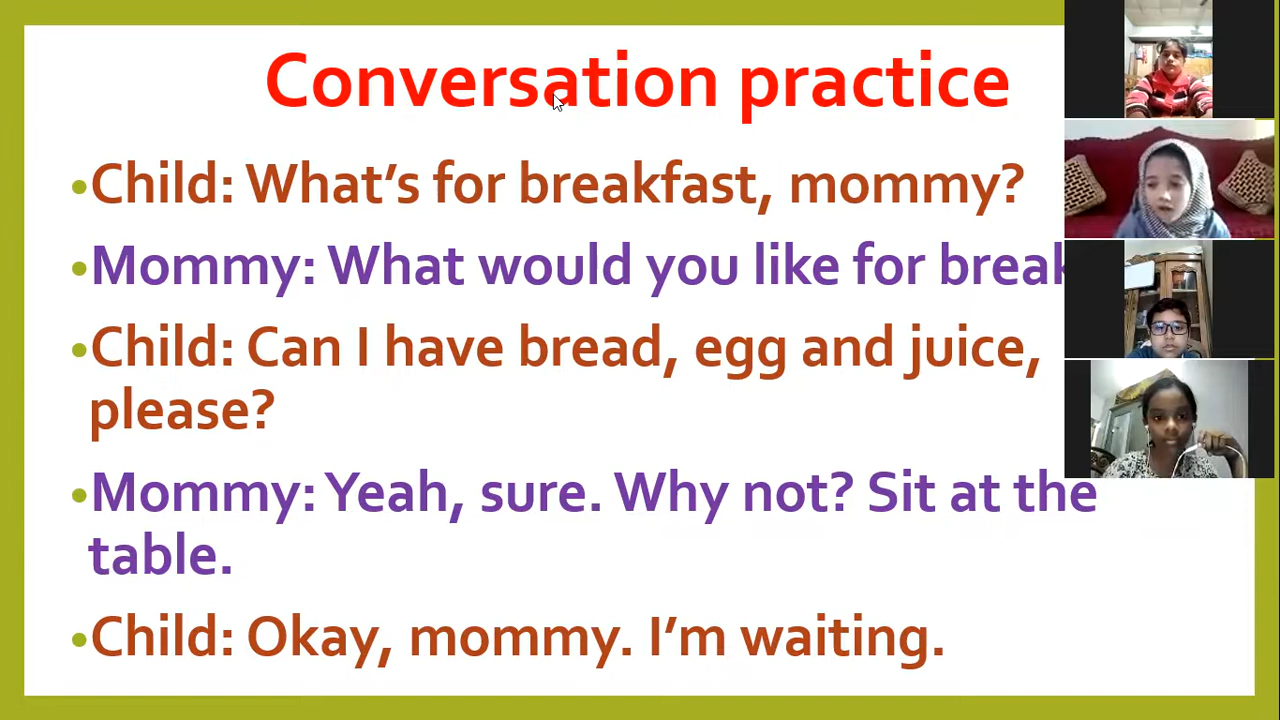 Conversation practice
•Child: What's for breakfast, mommy?
•Mommy: What would you like for
•Child: Can I have bread, egg and juice,
please?
•Mommy: Yeah, sure. Why not? Sit at the
table.
•Child: Okay, mommy. I'm waiting.